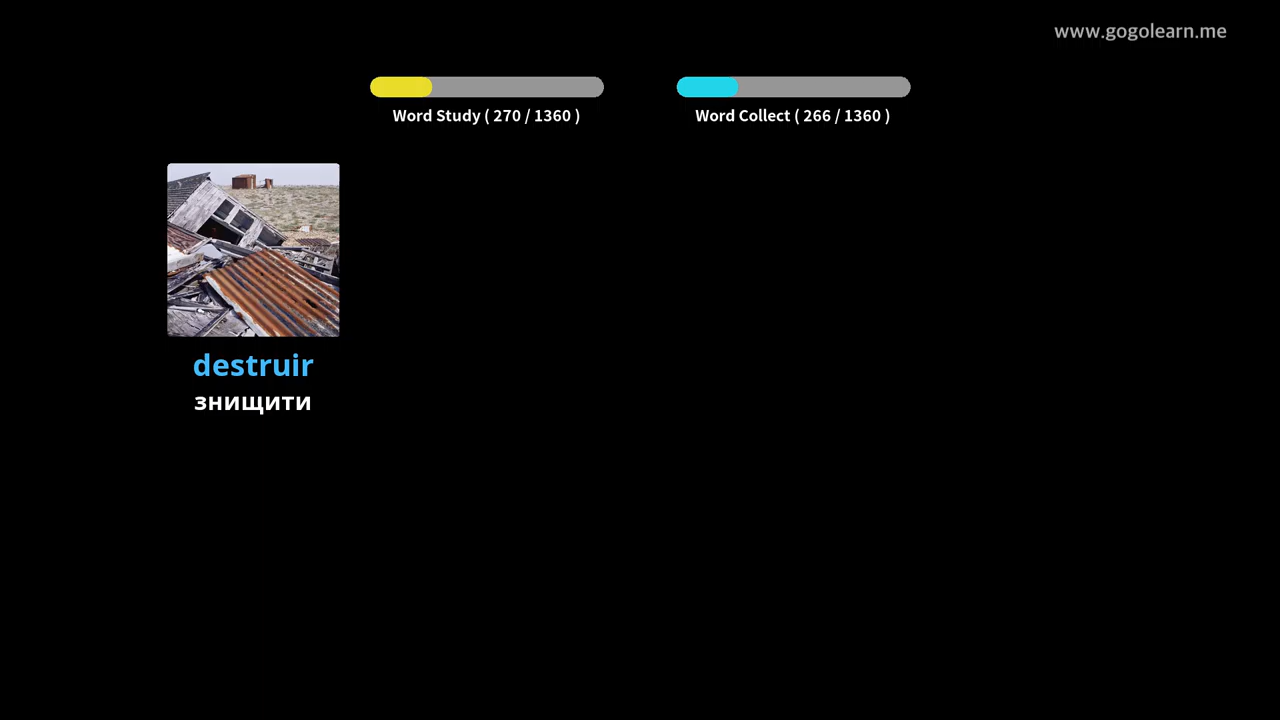 www.gogolearn.me
Word Study ( 270 / 1360 )
Word Collect ( 266 / 1360 )
destruir
знищити